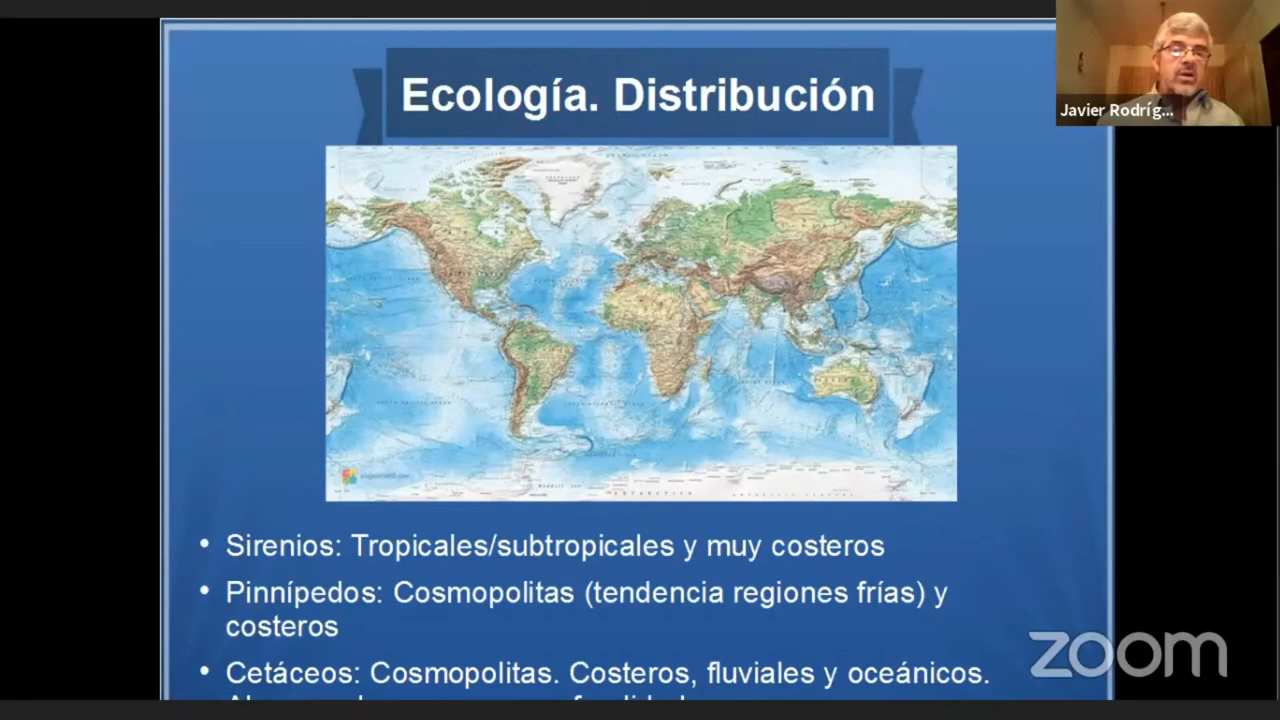 Ecología. Distribución
Javier Rodríg...
• Sirenios: Tropicales/subtropicales y muy costeros
• Pinnípedos: Cosmopolitas (tendencia regiones frías) y
costeros
• Cetáceos: Cosmopolitas. Costeros, fluviales y oceánicos.
zoom